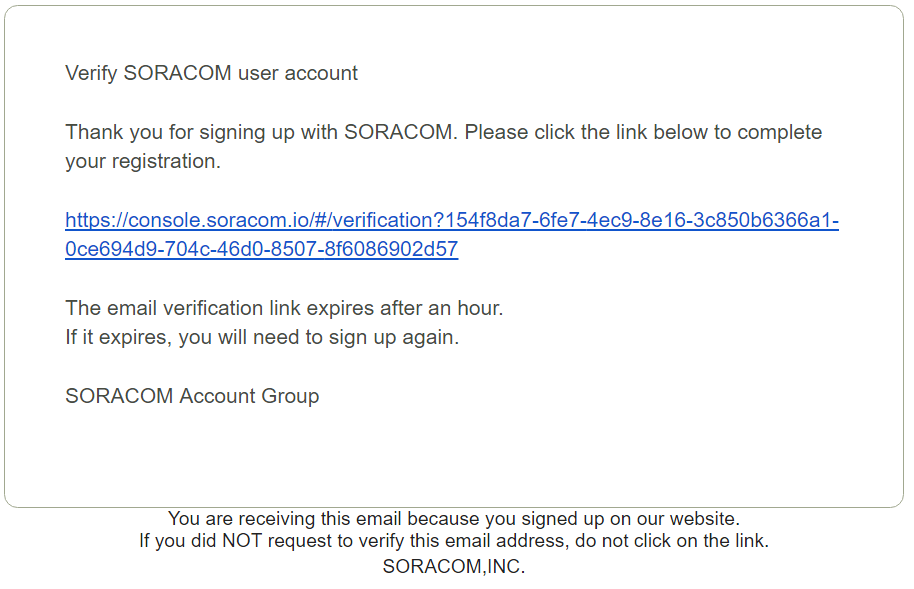 Verify SORACOM user account
Thank you for signing up with SORACOM. Please click the link below to complete
your registration.
https://console.soracom.io/#/verification?154f8da7-6fe7-4ec9-8e16-3c850b6366a1-
0ce694d9-704c-46d0-8507-8f6086902d57
The email verification link expires after an hour.
If it expires, you will need to sign up again.
SORACOM Account Group
You are receiving this email because you signed up on our website.
If you did NOT request to verify this email address, do not click on the link.
SORACOM,INC.